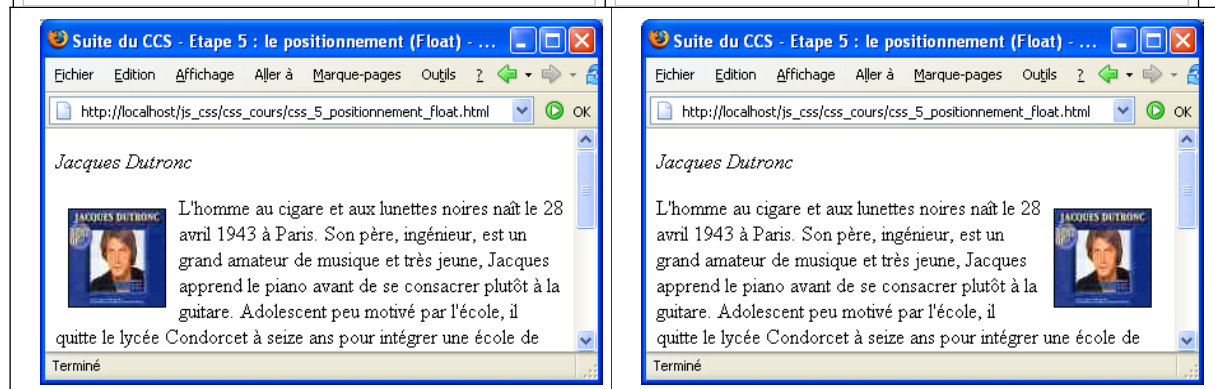 Suite du CCS - Etape 5 : le positionnement (Float) - ...
Fichier Edition Affichage Aller à Marque-pages Outils ?
http://localhost/js_css/css_cours/css_5_positionnement_float.html OK
Jacques Dutronc
JACQUES DUTRONC
L'homme au cigare et aux lunettes noires naît le 28
avril 1943 à Paris. Son père, ingénieur, est un
grand amateur de musique et très jeune, Jacques
apprend le piano avant de se consacrer plutôt à la
guitare. Adolescent peu motivé par l'école, il
quitte le lycée Condorcet à seize ans pour intégrer une école de
Terminé
Suite du CCS - Etape 5 : le positionnement (Float) - ...
Fichier Edition Affichage Aller à Marque-pages Outils ?
http://localhost/js_css/css_cours/css_5_positionnement_float.html OK
Jacques Dutronc
L'homme au cigare et aux lunettes noires naît le 28
avril 1943 à Paris. Son père, ingénieur, est un
grand amateur de musique et très jeune, Jacques
apprend le piano avant de se consacrer plutôt à la
guitare. Adolescent peu motivé par l'école, il
quitte le lycée Condorcet à seize ans pour intégrer une école de
JACQUES DUTRONC
Terminé